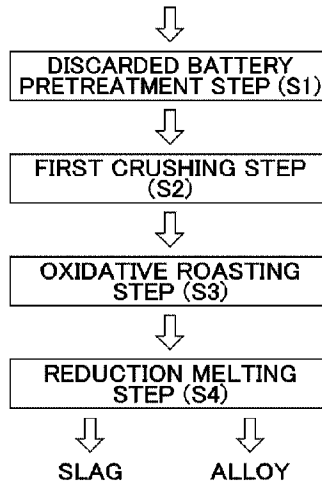 DISCARDED BATTERY
PRETREATMENT STEP (S1)
FIRST CRUSHING STEP
(S2)
OXIDATIVE ROASTING
STEP (S3)
REDUCTION MELTING
STEP (S4)
SLAG ALLOY